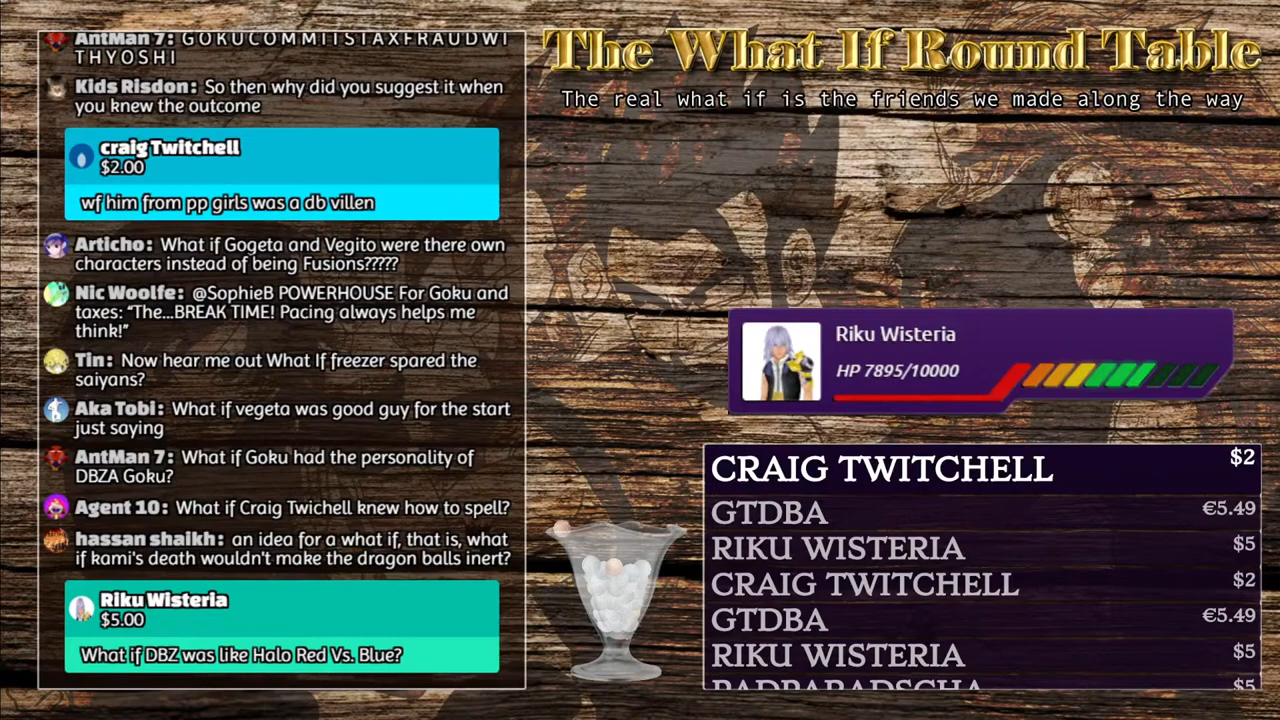 AntMan 7: G O K U C O M M I T S T A X F R A U D W I
T H Y O S H I
Kids Risdon: So then why did you suggest it when
you knew the outcome
craig Twitchell
$2.00
wf him from pp girls was a db villen
Articho: What if Gogeta and Vegito were there own
characters instead of being Fusions?????
Nic Woolfe: @SophieB POWERHOUSE For Goku and
taxes: “The...BREAK TIME! Pacing always helps me
think!”
Tin: Now hear me out What If freezer spared the
saiyans?
Aka Tobi: What if vegeta was good guy for the start
just saying
AntMan 7: What if Goku had the personality of
DBZA Goku?
Agent 10: What if Craig Twichell knew how to spell?
hassan shaikh: an idea for a what if, that is, what
if kami's death wouldn't make the dragon balls inert?
Riku Wisteria
$5.00
What if DBZ was like Halo Red Vs. Blue?
The What If Round Table
The real what if is the friends we made along the way
Riku Wisteria
HP 7895/10000
CRAIG TWITCHELL $2
GTDBA €5.49
RIKU WISTERIA $5
CRAIG TWITCHELL $2
GTDBA €5.49
RIKU WISTERIA $5
PADPARADSCHA $5